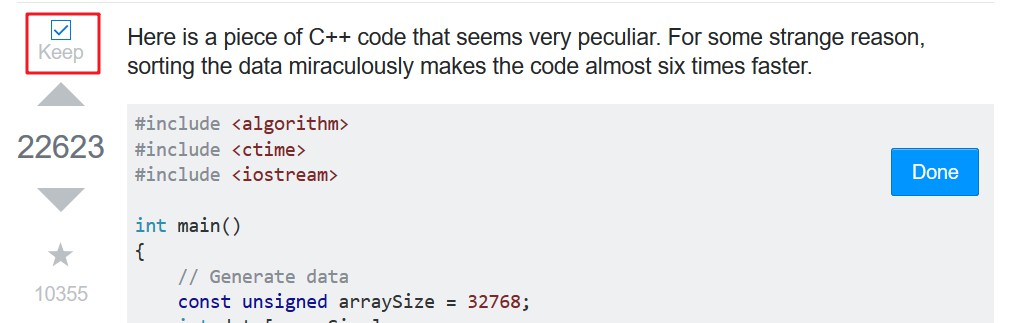 Keep
22623
10355
Here is a piece of C++ code that seems very peculiar. For some strange reason,
sorting the data miraculously makes the code almost six times faster.
#include <algorithm>
#include <ctime>
#include <iostream>
Done
int main()
{
    // Generate data
    const unsigned arraySize = 32768;